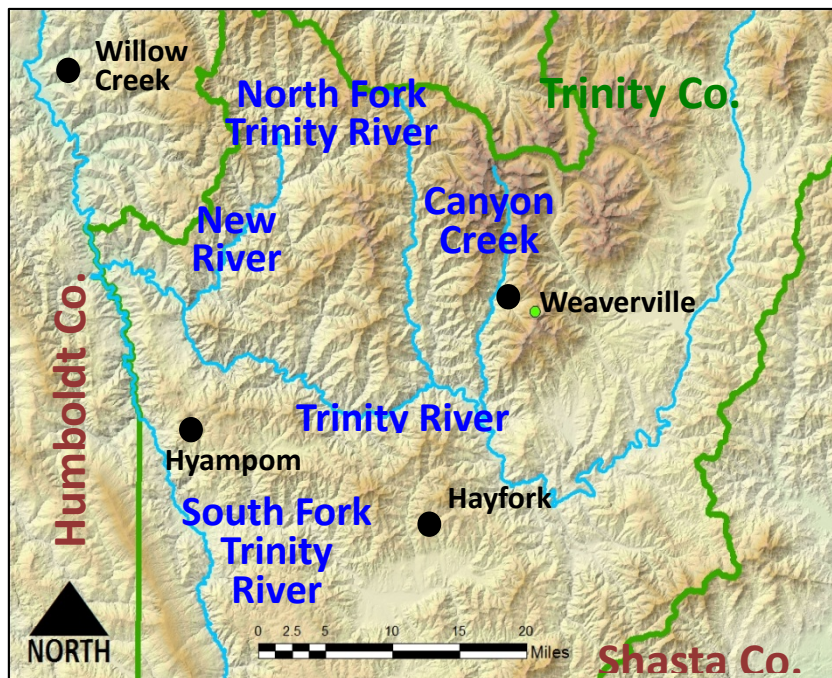 Willow
Creek
North Fork
Trinity River
Trinity Co.
New
River
Canyon
Creek
Humboldt Co.
Weaverville
Trinity River
Hyampom
South Fork
Trinity
River
Hayfork
NORTH
0 2.5 5 10 15 20
Miles
Shasta Co.